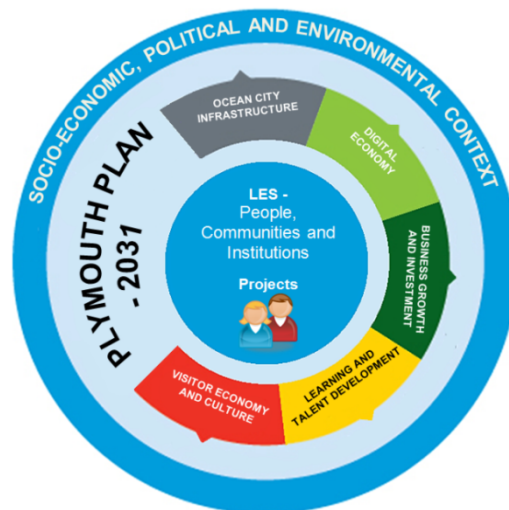 SOCIO-ECONOMIC, POLITICAL AND ENVIRONMENTAL CONTEXT
PLYMOUTH PLAN
- 2031
OCEAN CITY
INFRASTRUCTURE
DIGITAL
ECONOMY
BUSINESS GROWTH
AND INVESTMENT
LEARNING AND
TALENT DEVELOPMENT
VISITOR ECONOMY
AND CULTURE
LES -
People,
Communities and
Institutions
Projects